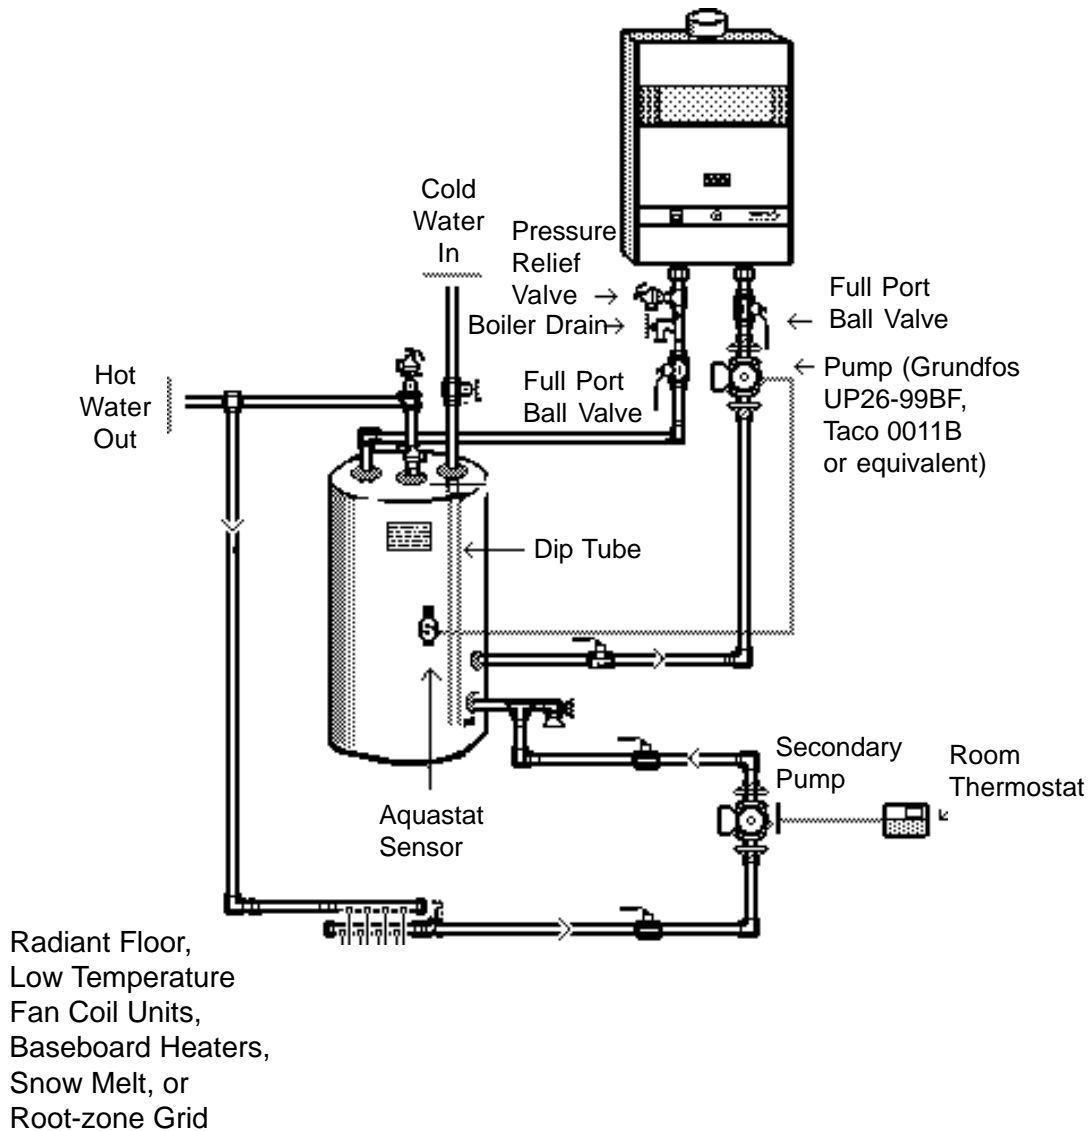 Cold
Water
In
Pressure
Relief
Valve
Boiler Drain
Full Port
Ball Valve
Hot
Water
Out
Full Port
Ball Valve
Pump (Grundfos
UP26-99BF,
Taco 0011B
or equivalent)
Dip Tube
S
Secondary
Pump
Room
Thermostat
Aquastat
Sensor
Radiant Floor,
Low Temperature
Fan Coil Units,
Baseboard Heaters,
Snow Melt, or
Root-zone Grid